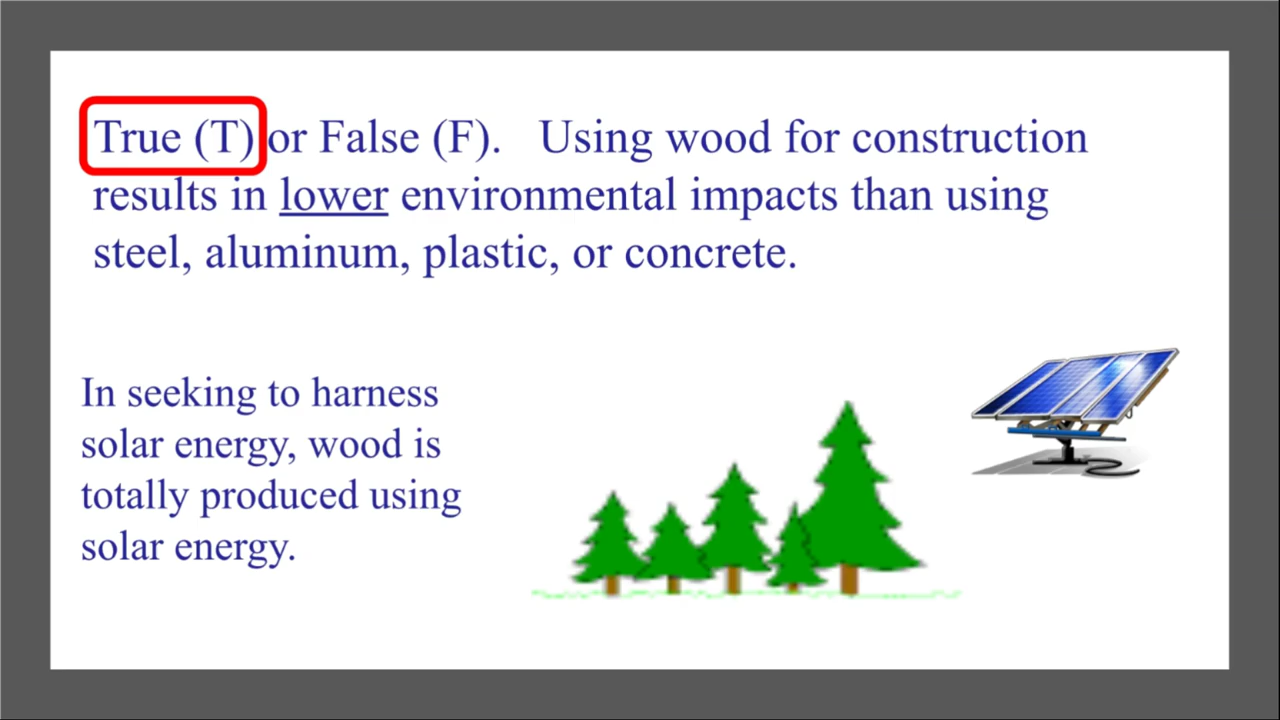 True (T) or False (F). Using wood for construction
results in lower environmental impacts than using
steel, aluminum, plastic, or concrete.
In seeking to harness
solar energy, wood is
totally produced using
solar energy.